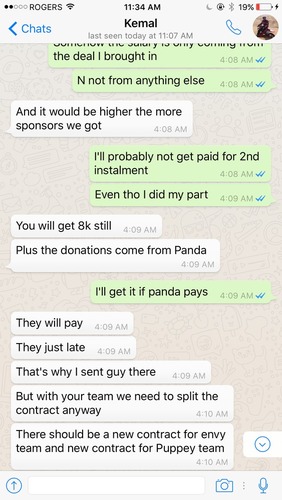 ROGERS 11:34 AM 19%
Chats Kemal
last seen today at 11:07 AM
Somehow the salary is only coming from
the deal I brought in 4:08 AM
N not from anything else 4:08 AM
And it would be higher the more
sponsors we got 4:08 AM
I'll probably not get paid for 2nd
instalment 4:08 AM
Even tho I did my part 4:09 AM
You will get 8k still 4:09 AM
Plus the donations come from Panda
4:09 AM
I'll get it if panda pays 4:09 AM
They will pay 4:09 AM
They just late 4:09 AM
That's why I sent guy there 4:09 AM
But with your team we need to split the
contract anyway 4:10 AM
There should be a new contract for envy
team and new contract for Puppey team
4:10 AM